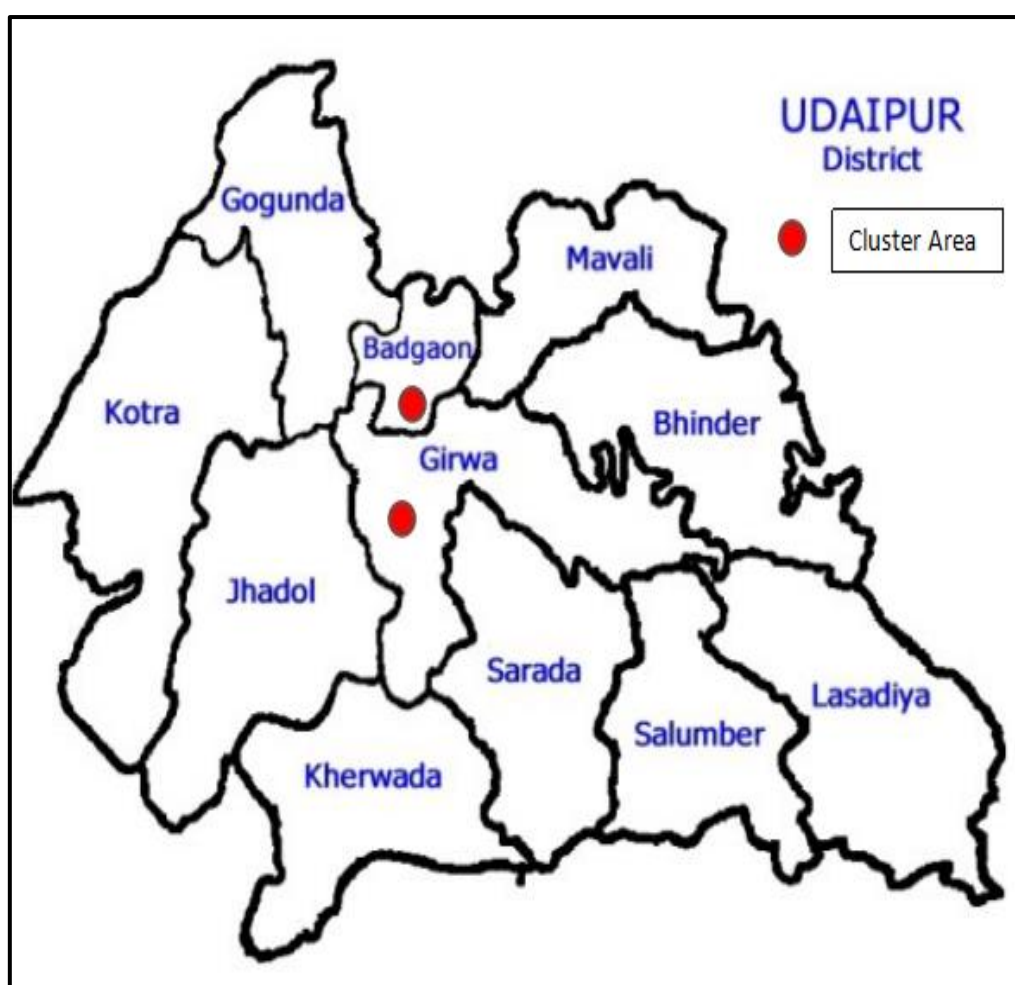 UDAIPUR
District
Cluster Area
Gogunda
Mavali
Badgaon
Kotra
Bhinder
Girwa
Jhadol
Sarada
Lasadiya
Salumber
Kherwada